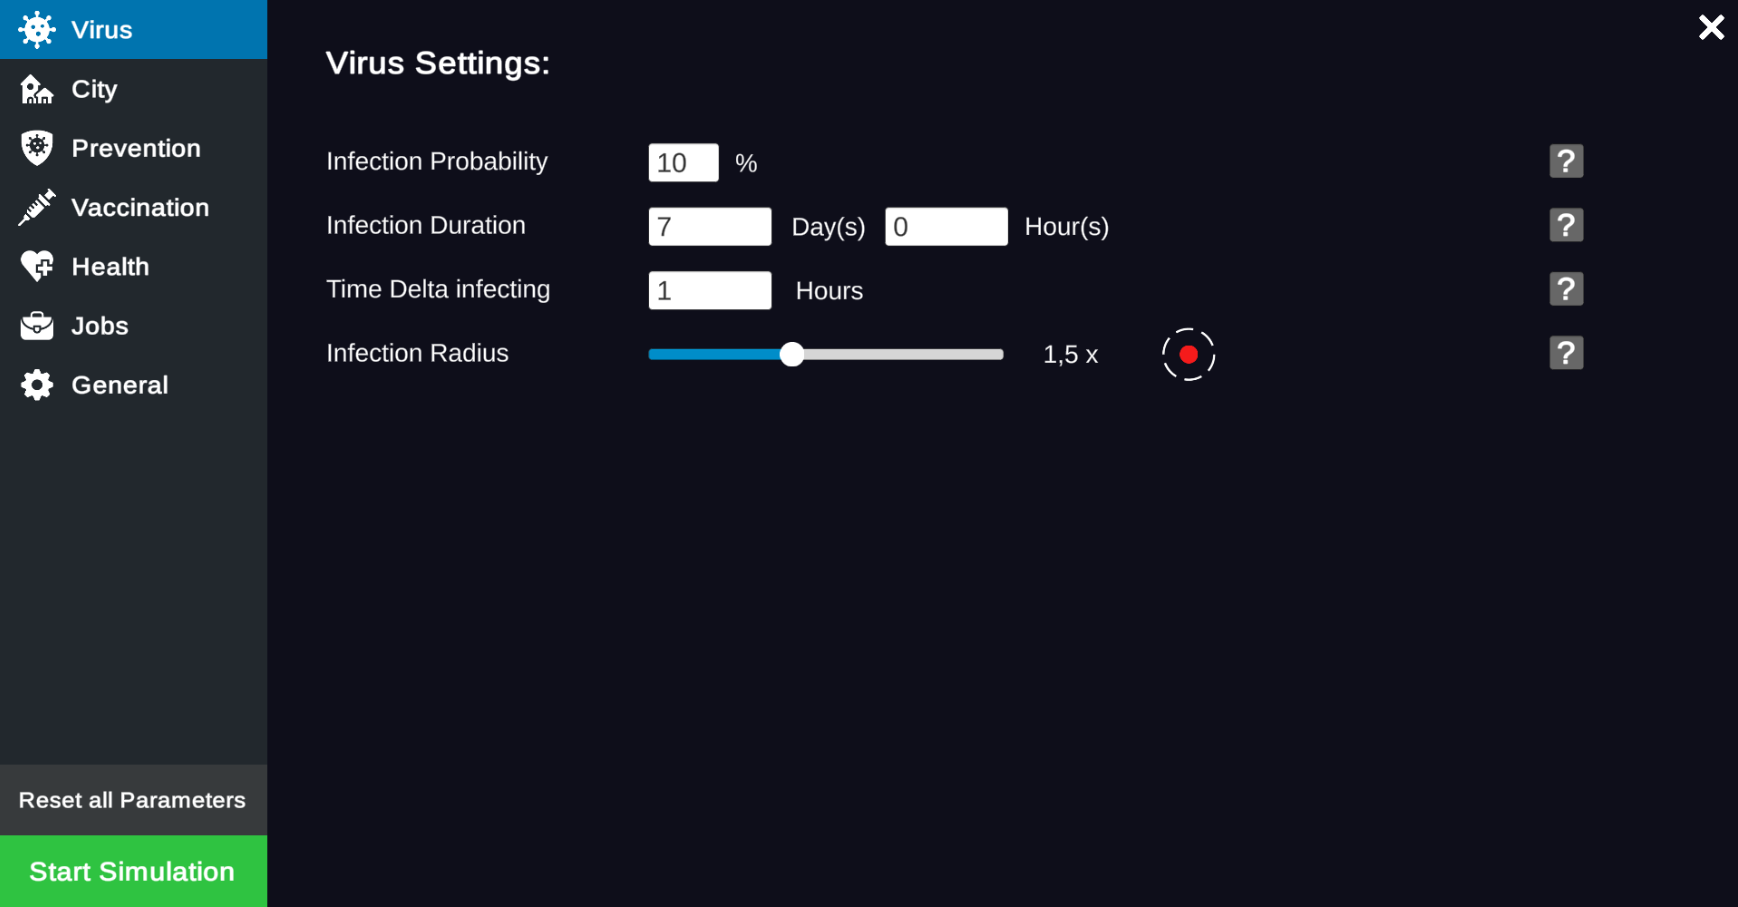 Virus
City
Prevention
Vaccination
Health
Jobs
General
Reset all Parameters
Start Simulation
Virus Settings:
Infection Probability 10 % ?
Infection Duration 7 Day(s) 0 Hour(s) ?
Time Delta infecting 1 Hours ?
Infection Radius 1,5 x ?